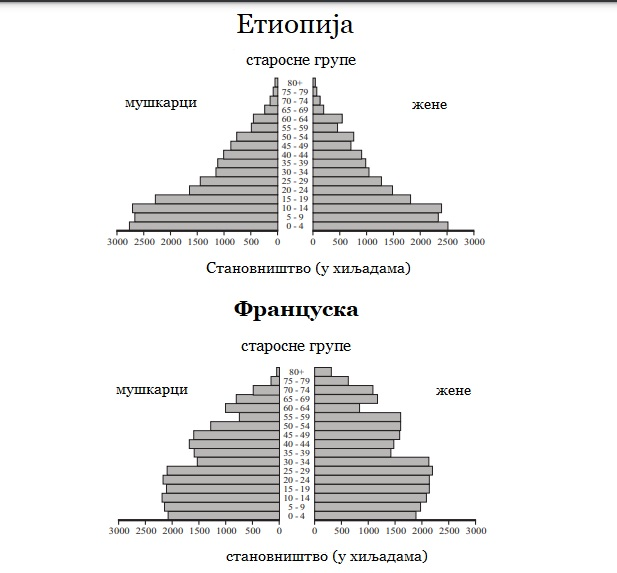 Етиопија
старосне групе
мушкарци
жене
80+
75 - 79
70 - 74
65 - 69
60 - 64
55 - 59
50 - 54
45 - 49
40 - 44
35 - 39
30 - 34
25 - 29
20 - 24
15 - 19
10 - 14
5 - 9
0 - 4
3000 2500 2000 1500 1000 500 0 0 500 1000 1500 2000 2500 3000
Становништво (у хиљадама)
Француска
старосне групе
мушкарци
жене
80+
75 - 79
70 - 74
65 - 69
60 - 64
55 - 59
50 - 54
45 - 49
40 - 44
35 - 39
30 - 34
25 - 29
20 - 24
15 - 19
10 - 14
5 - 9
0 - 4
3000 2500 2000 1500 1000 500 0 0 500 1000 1500 2000 2500 3000
становништво (у хиљадама)